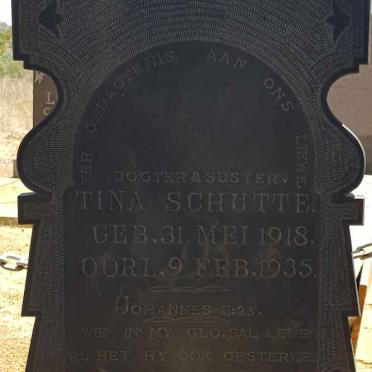 TER GEDAGTENIS AAN ONS LIEWE
DOGTER & SUSTER.
TINA SCHUTTE.
GEB. 31 MEI 1918.
OORL. 9 FEB. 1935.
JOHANNES 11:25.
WIE IN MY GLO, SAL LEWE
AL HET HY OOK GESTERWE.